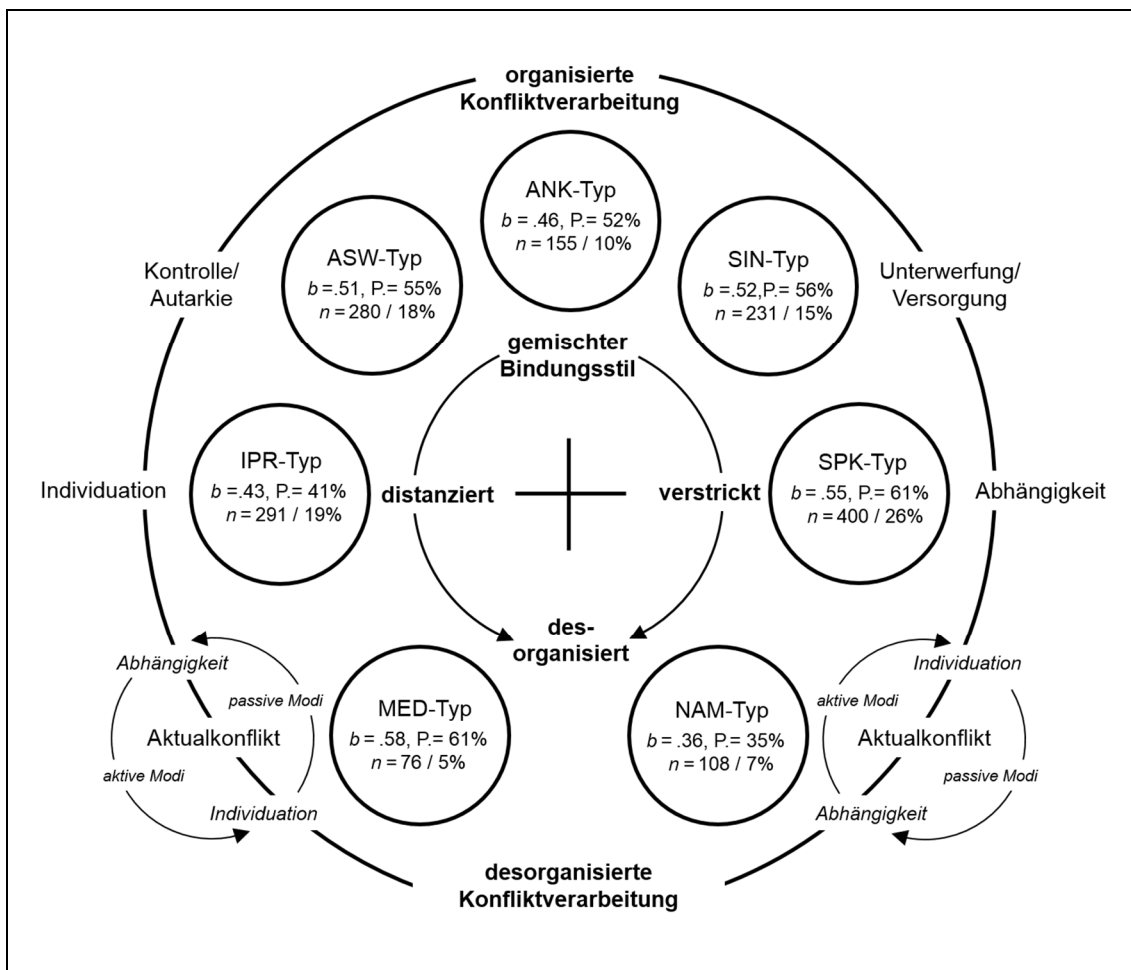 organisierte
Konfliktverarbeitung
ANK-Typ
b = .46, P.= 52%
n = 155 / 10%
ASW-Typ
b =.51, P.= 55%
n = 280 / 18%
SIN-Typ
b =.52,P.= 56%
n = 231 / 15%
Kontrolle/
Autarkie
Unterwerfung/
Versorgung
gemischter
Bindungsstil
IPR-Typ
b =.43, P.= 41%
n = 291 / 19%
SPK-Typ
b = .55, P.= 61%
n = 400 / 26%
Individuation
distanziert
verstrickt
Abhängigkeit
des-
organisiert
Abhängigkeit
passive Modi
Aktualkonflikt
aktive Modi
Individuation
MED-Typ
b = .58, P.= 61%
n = 76 / 5%
NAM-Typ
b = .36, P.= 35%
n = 108 / 7%
Individuation
aktive Modi
Aktualkonflikt
passive Modi
Abhängigkeit
desorganisierte
Konfliktverarbeitung